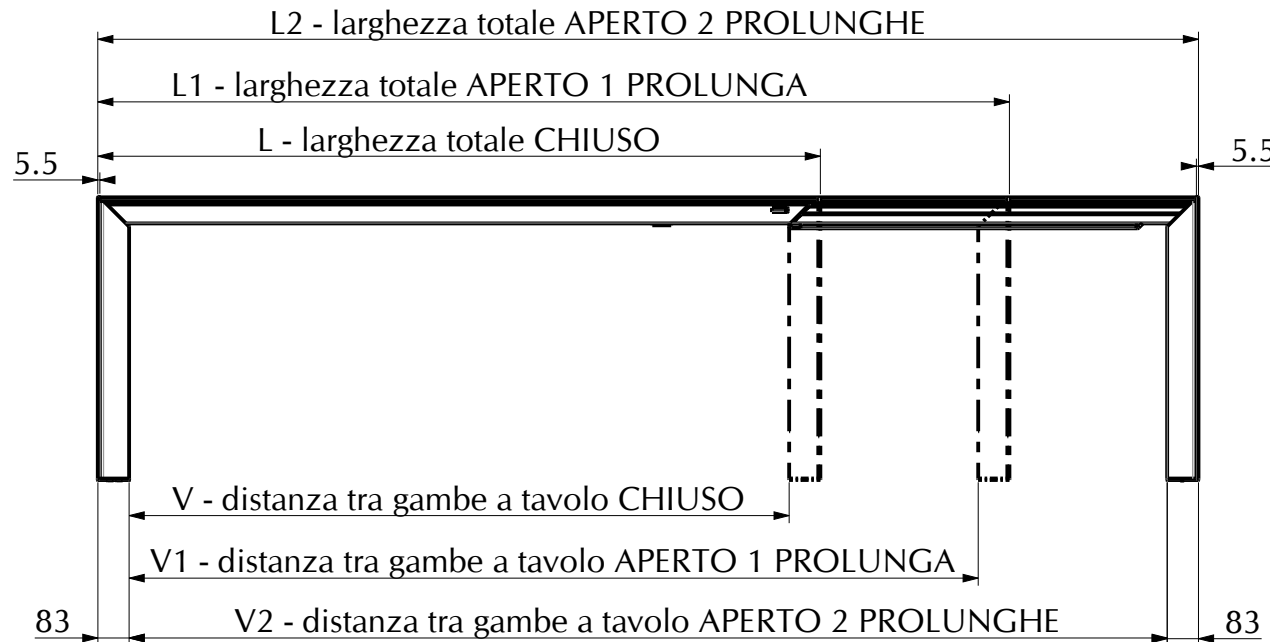 L2 - larghezza totale APERTO 2 PROLUNGHE
L1 - larghezza totale APERTO 1 PROLUNGA
L - larghezza totale CHIUSO
5.5
5.5
V - distanza tra gambe a tavolo CHIUSO
V1 - distanza tra gambe a tavolo APERTO 1 PROLUNGA
83
V2 - distanza tra gambe a tavolo APERTO 2 PROLUNGHE
83